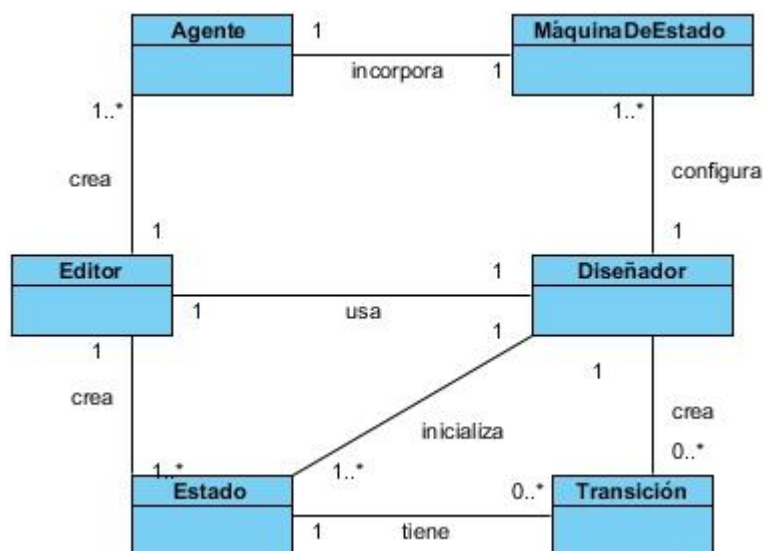 Agente
1
MáquinaDeEstado
incorpora
1
1..*
1..*
crea
configura
1
1
Editor
1
Diseñador
1
usa
1
1
1
crea
crea
inicializa
0..*
1..*
1..*
Estado
0..*
Transición
1
tiene